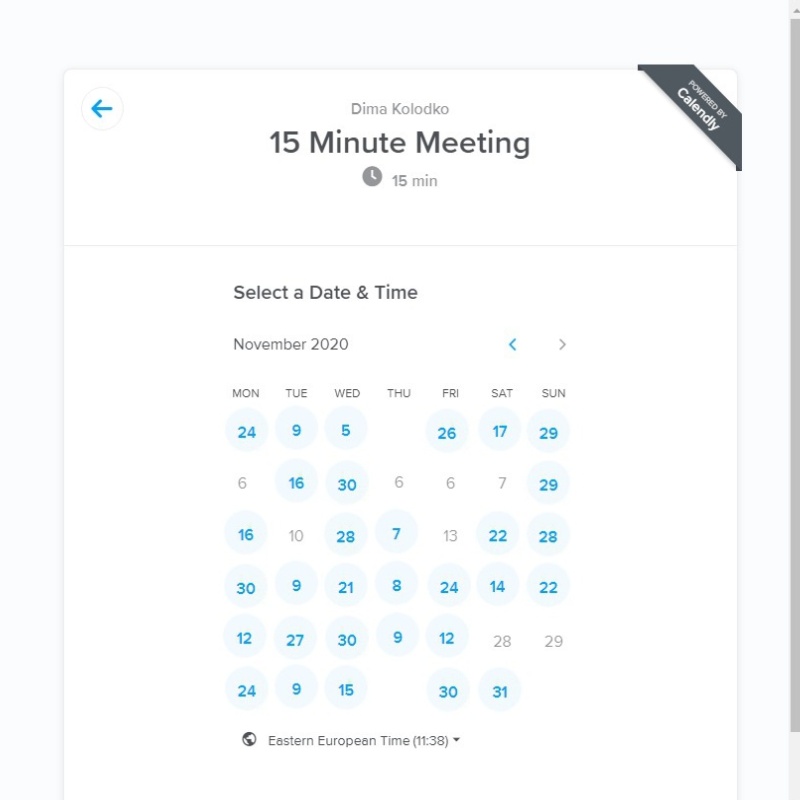 POWERED BY
Calendly
Dima Kolodko
15 Minute Meeting
15 min
Select a Date & Time
November 2020
MON TUE WED THU FRI SAT SUN
24 9 5 26 17 29
6 16 30 6 6 7 29
16 10 28 7 13 22 28
30 9 21 8 24 14 22
12 27 30 9 12 28 29
24 9 15 30 31
Eastern European Time (11:38)